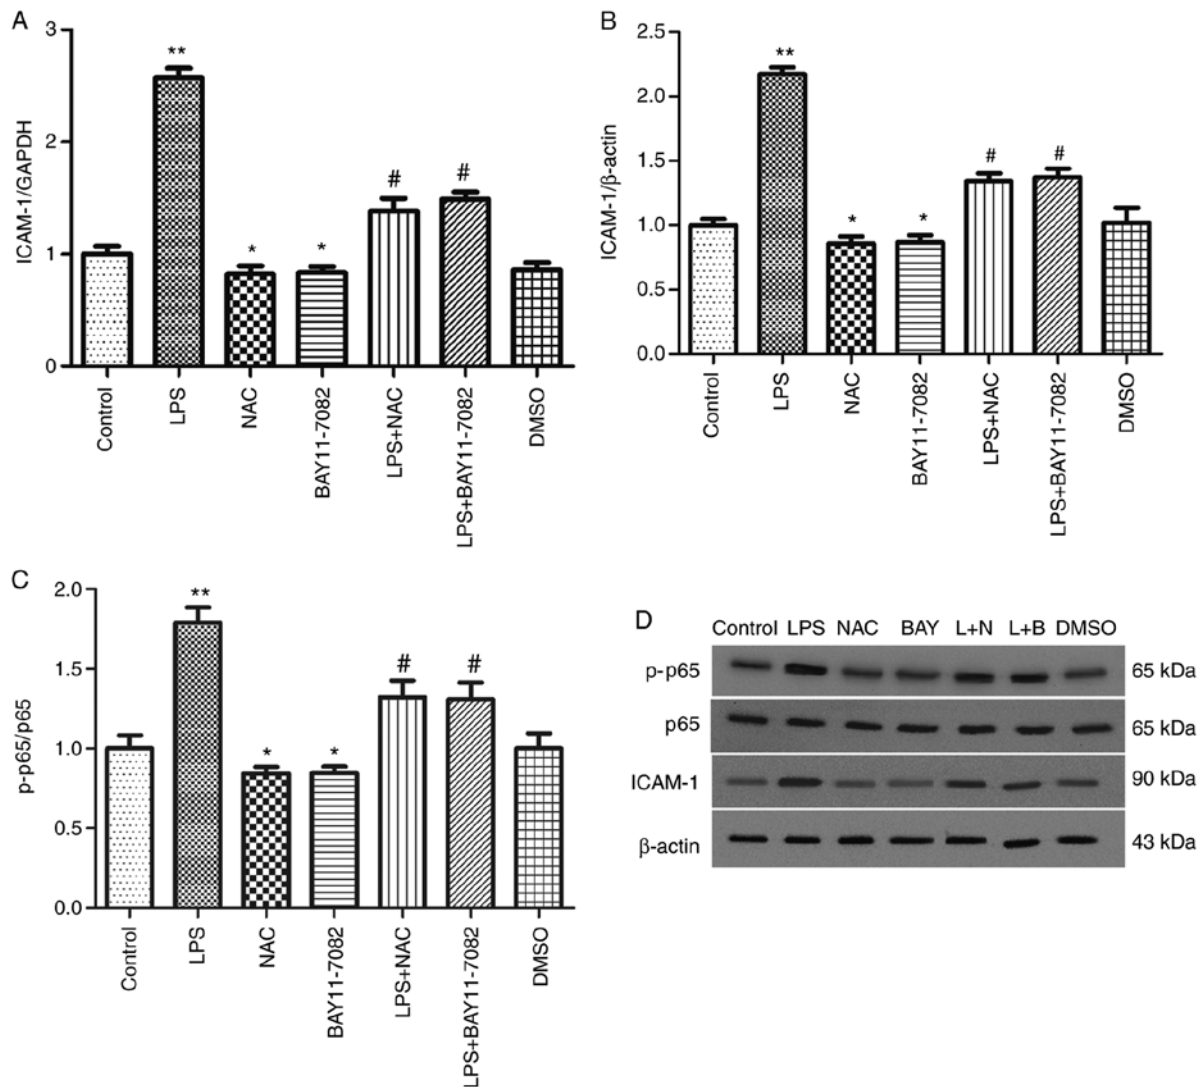 A
ICAM-1/GAPDH
3
2
1
0
**
*
*
#
#
Control
LPS
NAC
BAY11-7082
LPS+NAC
LPS+BAY11-7082
DMSO
B
ICAM-1/β-actin
2.5
2.0
1.5
1.0
0.5
0.0
**
*
*
#
#
Control
LPS
NAC
BAY11-7082
LPS+NAC
LPS+BAY11-7082
DMSO
C
p-p65/p65
2.0
1.5
1.0
0.5
0.0
**
*
*
#
#
Control
LPS
NAC
BAY11-7082
LPS+NAC
LPS+BAY11-7082
DMSO
D
Control LPS NAC BAY L+N L+B DMSO
p-p65 65 kDa
p65 65 kDa
ICAM-1 90 kDa
β-actin 43 kDa